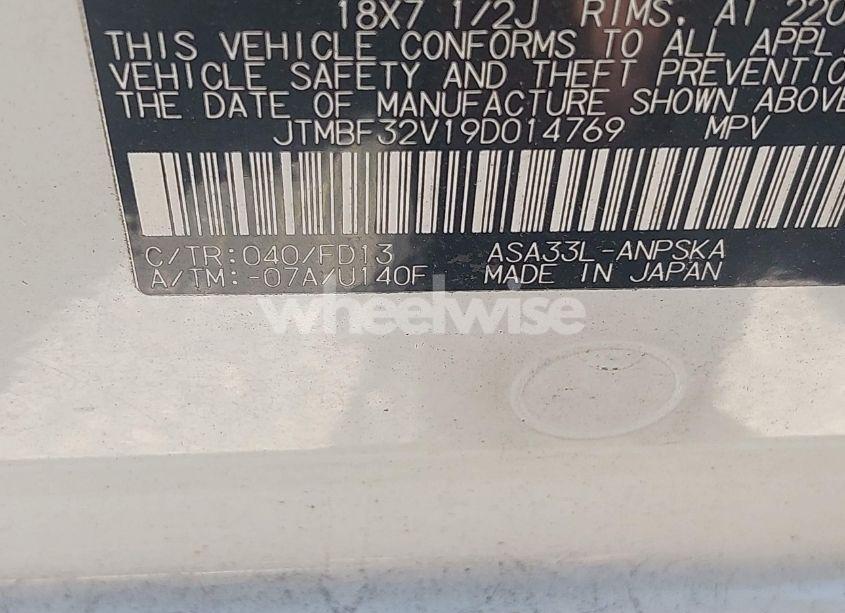 18X7 1/2J RIMS. AT 220
THIS VEHICLE CONFORMS TO ALL APPL
VEHICLE SAFETY AND THEFT PREVENTIO
THE DATE OF MANUFACTURE SHOWN ABOVE
JTMBF32V19D014769 MPV
C/TR:040/FD13 ASA33L-ANPSKA
A/TM:-07A/U140F MADE IN JAPAN
wheelwise